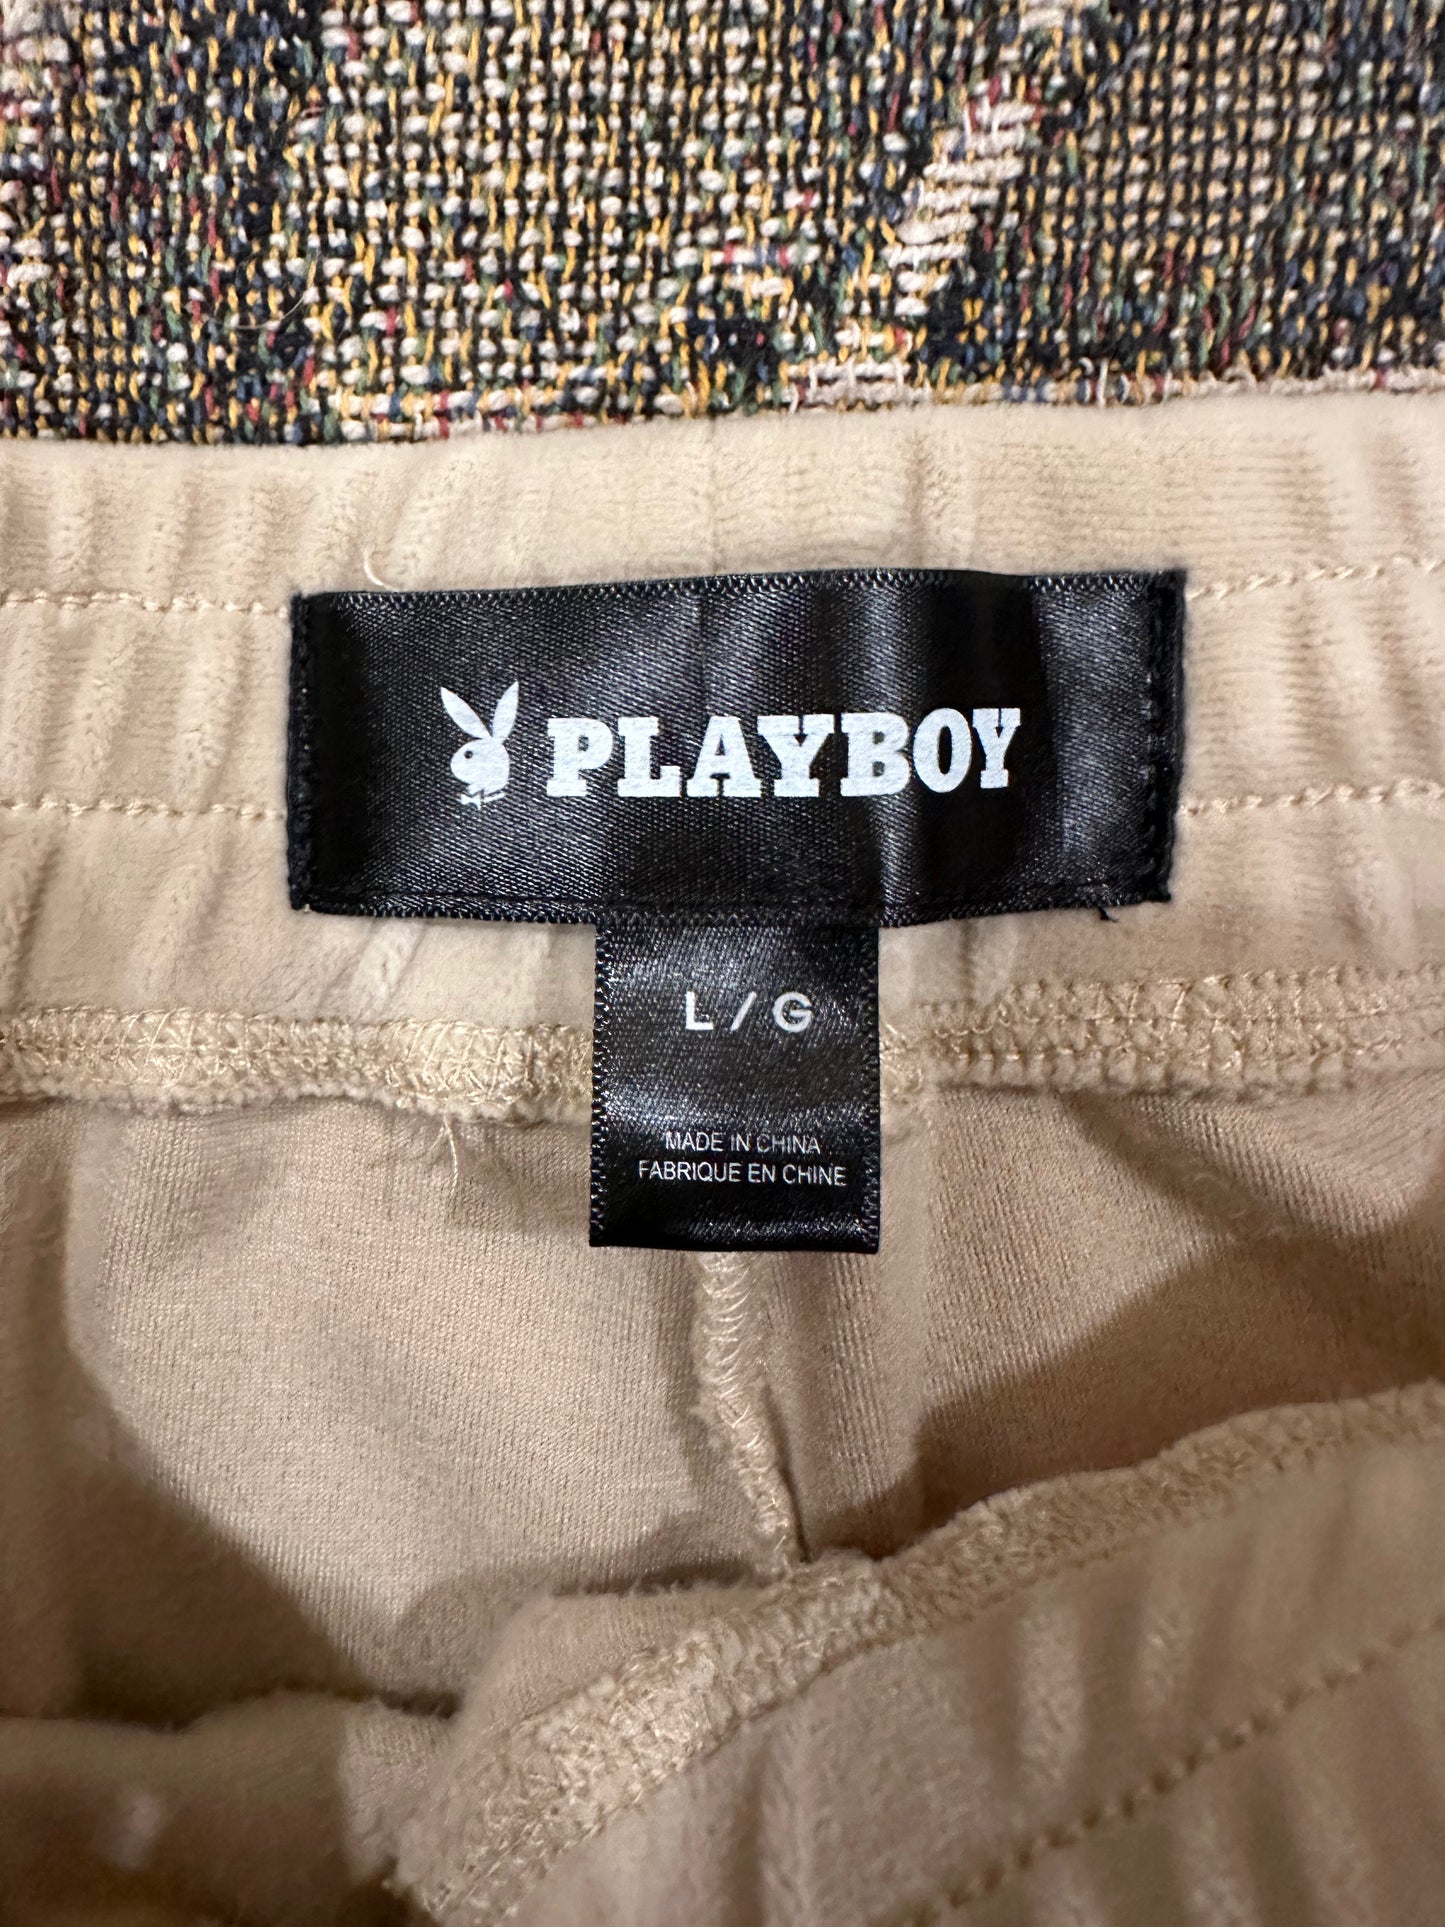 PLAYBOY
L / G
MADE IN CHINA
FABRIQUE EN CHINE